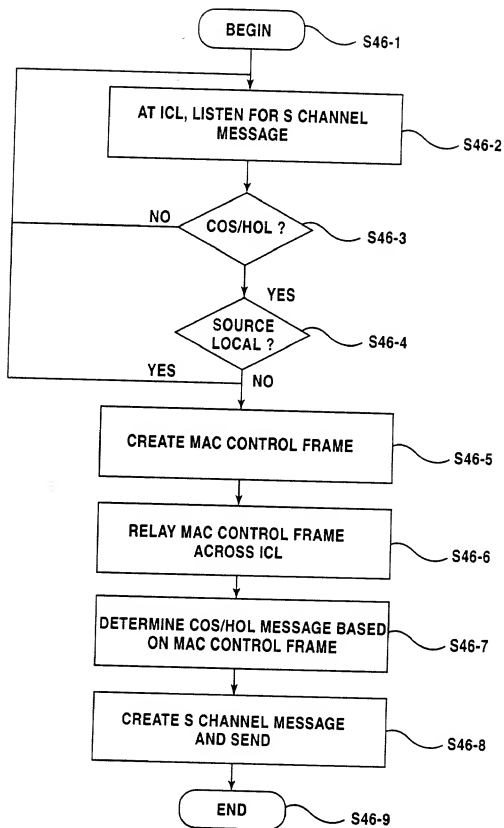 BEGIN
S46-1
AT ICL, LISTEN FOR S CHANNEL
MESSAGE
S46-2
NO
COS/HOL ?
S46-3
YES
SOURCE
LOCAL ?
S46-4
YES
NO
CREATE MAC CONTROL FRAME
S46-5
RELAY MAC CONTROL FRAME
ACROSS ICL
S46-6
DETERMINE COS/HOL MESSAGE BASED
ON MAC CONTROL FRAME
S46-7
CREATE S CHANNEL MESSAGE
AND SEND
S46-8
END
S46-9